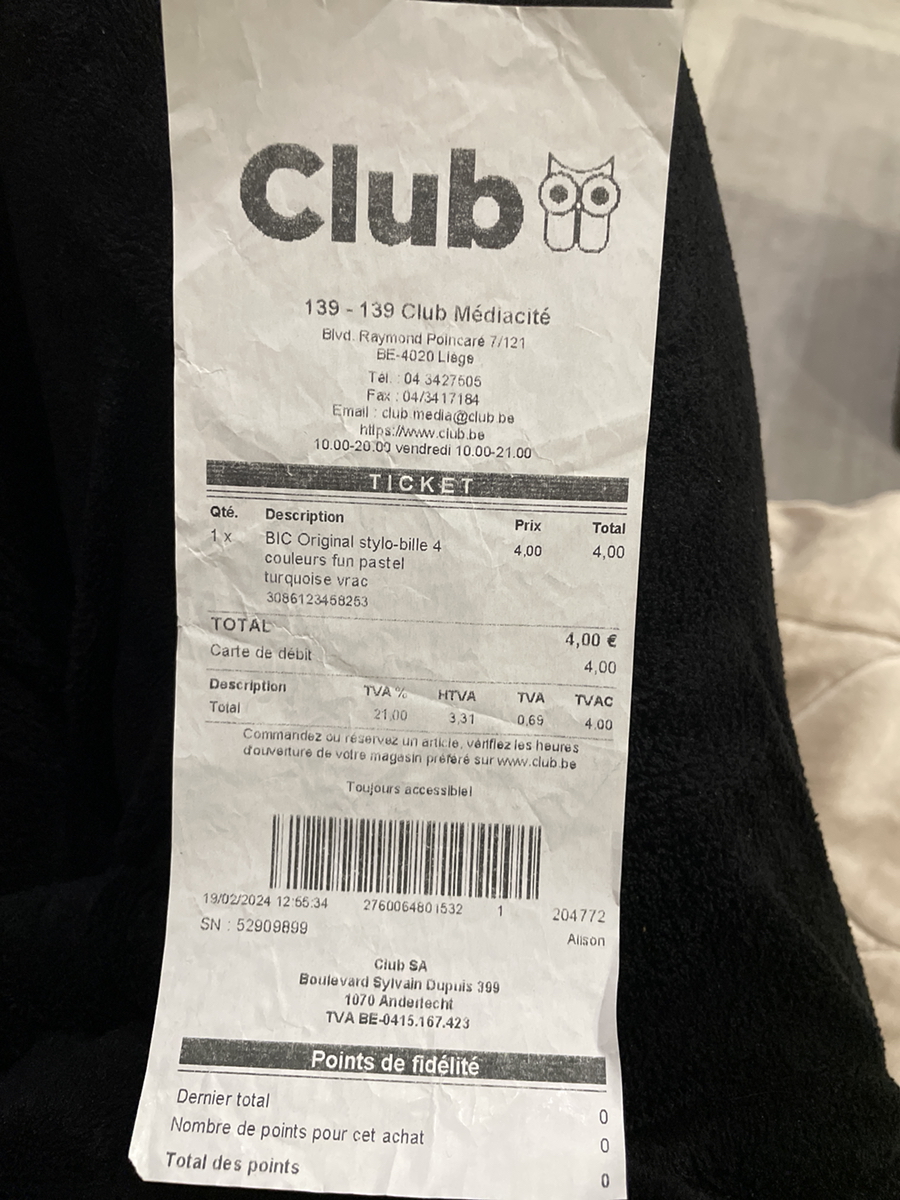 Club
139 - 139 Club Médiacité
Blvd. Raymond Poincaré 7/121
BE-4020 Liège
Tél. : 04 3427605
Fax : 04/3417184
Email : club.media@club.be
https://www.club.be
10.00-20.00 vendredi 10.00-21.00
TICKET
Qté. Description Prix Total
1 x BIC Original stylo-bille 4 4,00 4,00
couleurs fun pastel
turquoise vrac
3086123468253
TOTAL 4,00 €
Carte de débit 4,00
Description TVA % HTVA TVA TVAC
Total 21,00 3,31 0,69 4,00
Commandez ou réservez un article, vérifiez les heures
d'ouverture de votre magasin préféré sur www.club.be
Toujours accessible!
19/02/2024 12:55:34 2760064801532 1 204772
SN : 52909899 Alison
Club SA
Boulevard Sylvain Dupuis 399
1070 Anderlecht
TVA BE-0415.167.423
Points de fidélité
Dernier total 0
Nombre de points pour cet achat 0
Total des points 0